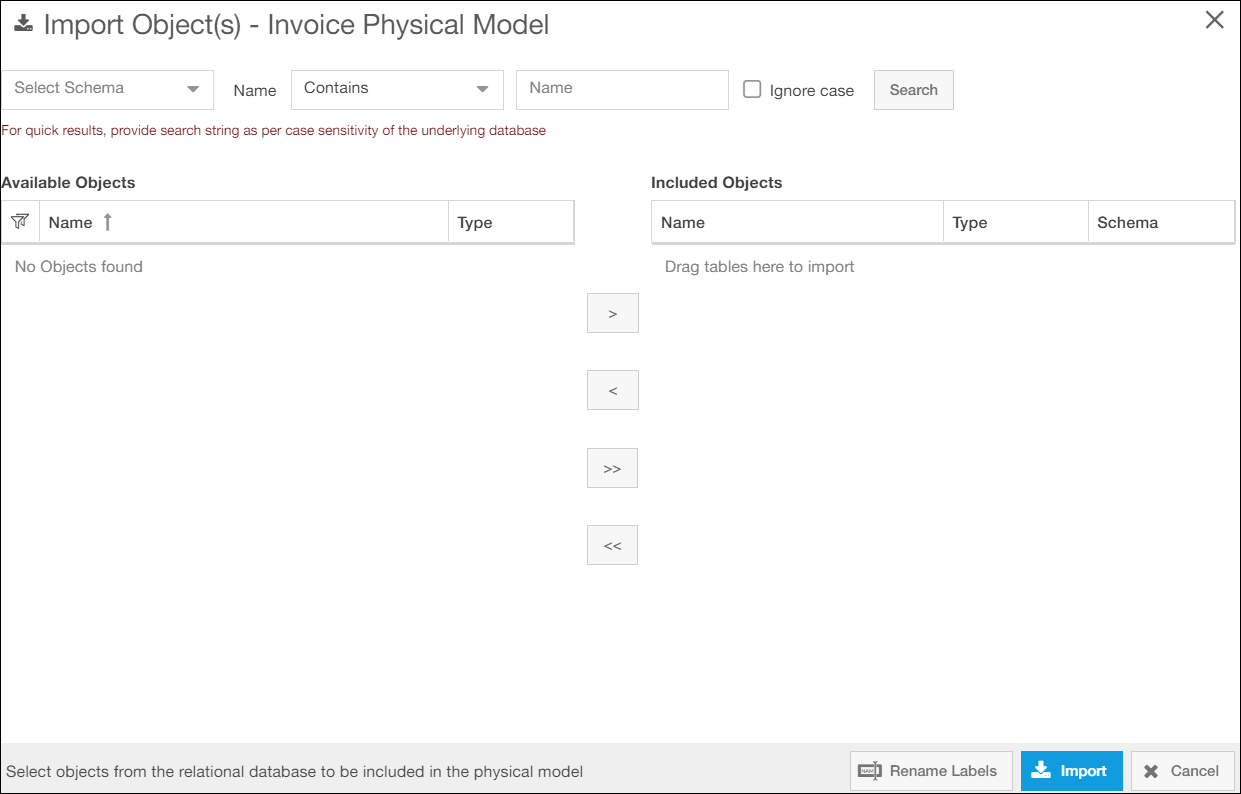 Import Object(s) - Invoice Physical Model
Select Schema Name Contains Name Ignore case Search
For quick results, provide search string as per case sensitivity of the underlying database
Available Objects Included Objects
Name Type Name Type Schema
No Objects found Drag tables here to import
>
<
>>
<<
Select objects from the relational database to be included in the physical model Rename Labels Import Cancel